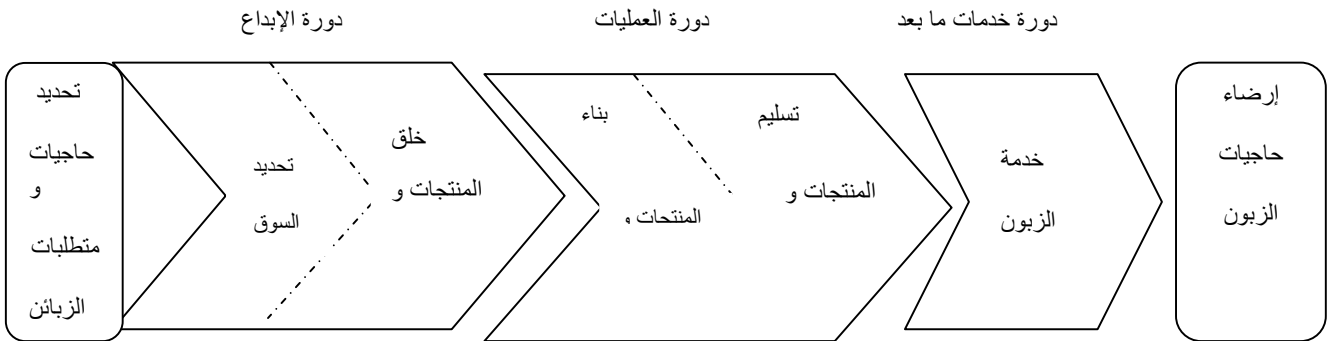 دورة الإبداع
دورة العمليات
دورة خدمات ما بعد
تحديد
حاجيات
و
متطلبات
الزبائن
تحديد
السوق
خلق
المنتجات و
بناء
المنتجات و
تسليم
المنتجات و
خدمة
الزبون
إرضاء
حاجيات
الزبون